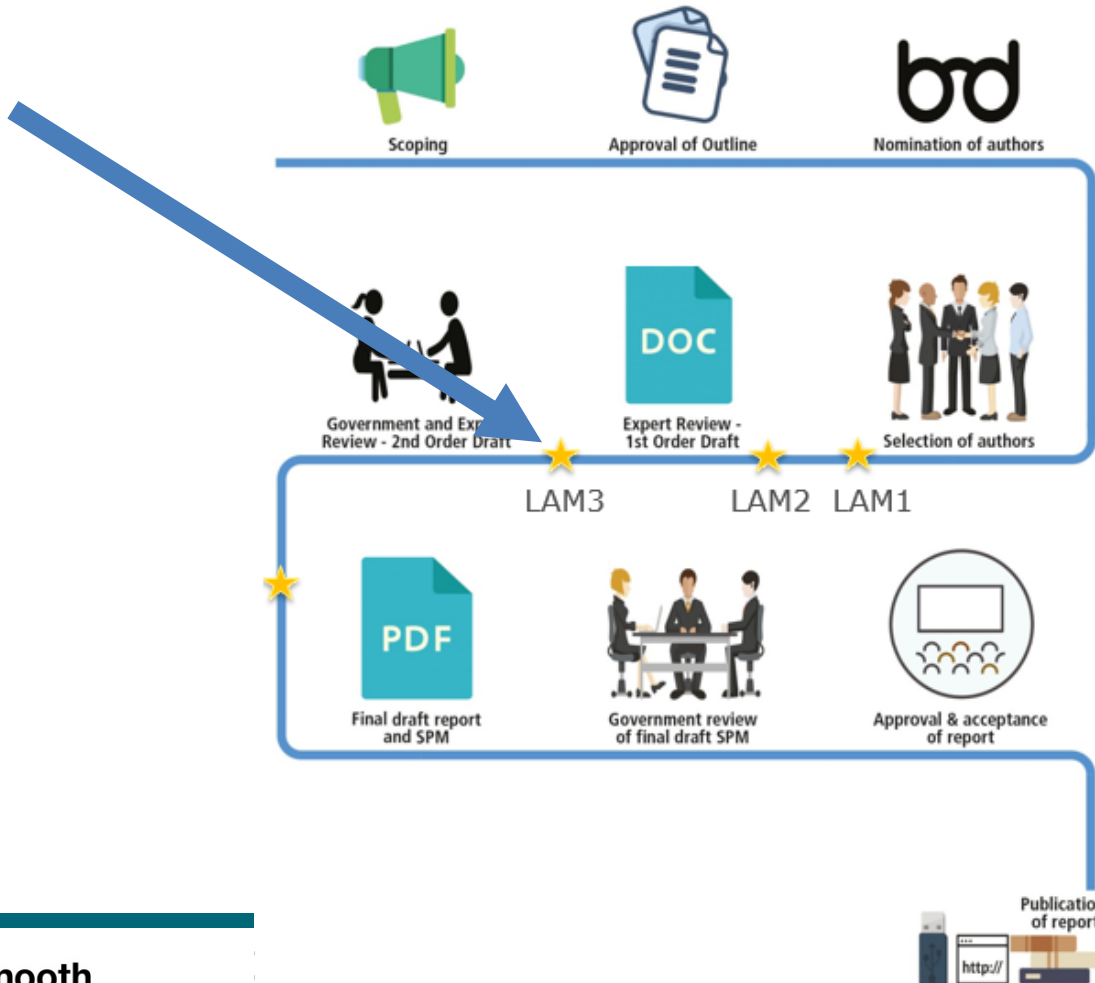 Scoping
Approval of Outline
Nomination of authors
Government and Exp
Review - 2nd Order Draft
DOC
Expert Review -
1st Order Draft
Selection of authors
LAM3
LAM2
LAM1
PDF
Final draft report
and SPM
Government review
of final draft SPM
Approval & acceptance
of report
Publicatio
of report
http://